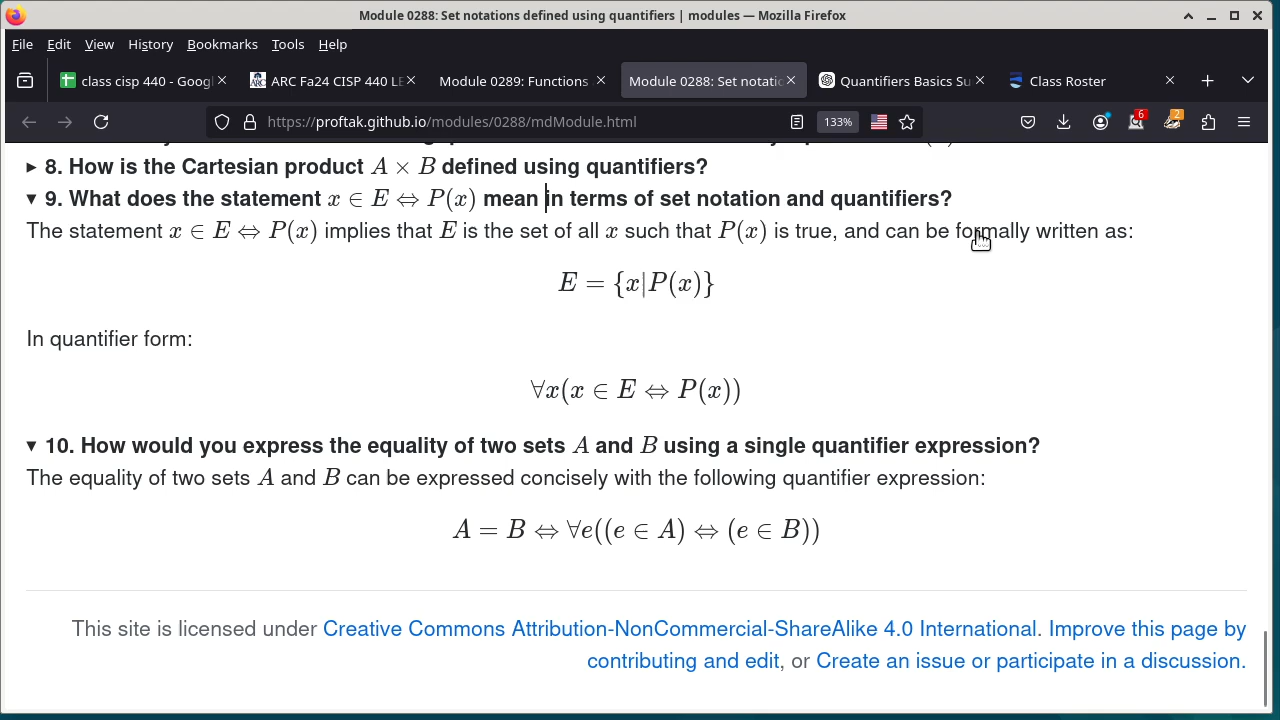 Module 0288: Set notations defined using quantifiers | modules — Mozilla Firefox
File Edit View History Bookmarks Tools Help
class cisp 440 - Googl ARC Fa24 CISP 440 LE Module 0289: Functions Module 0288: Set notatic Quantifiers Basics Su Class Roster
https://proftak.github.io/modules/0288/mdModule.html 133% 6 2
8. How is the Cartesian product A × B defined using quantifiers?
9. What does the statement x ∈ E ⇔ P(x) mean in terms of set notation and quantifiers?
The statement x ∈ E ⇔ P(x) implies that E is the set of all x such that P(x) is true, and can be formally written as:
E = {x|P(x)}
In quantifier form:
∀x(x ∈ E ⇔ P(x))
10. How would you express the equality of two sets A and B using a single quantifier expression?
The equality of two sets A and B can be expressed concisely with the following quantifier expression:
A = B ⇔ ∀e((e ∈ A) ⇔ (e ∈ B))
This site is licensed under Creative Commons Attribution-NonCommercial-ShareAlike 4.0 International. Improve this page by
contributing and edit, or Create an issue or participate in a discussion.